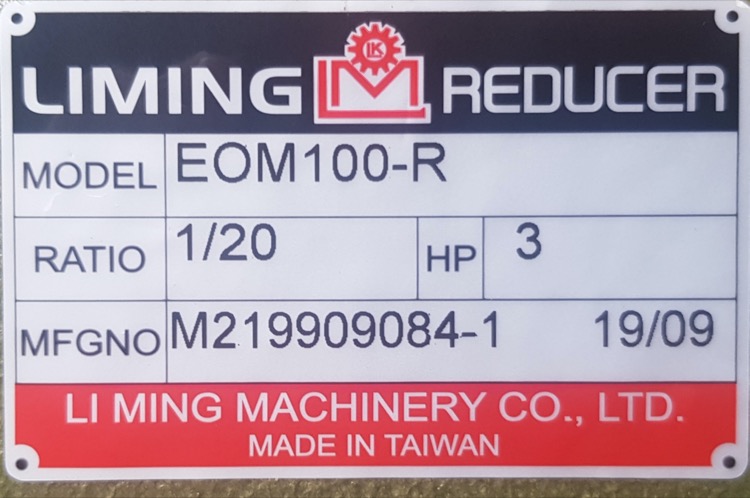 LIMING LK M REDUCER
MODEL EOM100-R
RATIO 1/20 HP 3
MFGNO M219909084-1 19/09
LI MING MACHINERY CO., LTD.
MADE IN TAIWAN